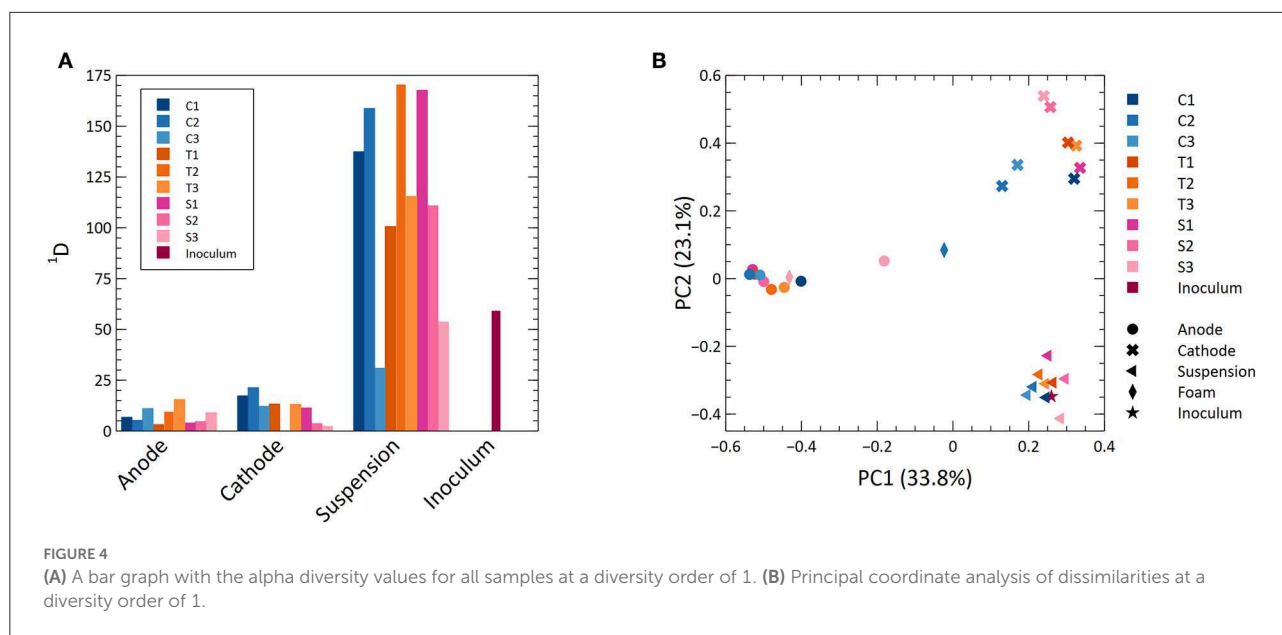 A
175
150
125
100
75
50
25
0
¹D
C1
C2
C3
T1
T2
T3
S1
S2
S3
Inoculum
Anode
Cathode
Suspension
Inoculum
B
0.6
0.4
0.2
0
−0.2
−0.4
PC2 (23.1%)
−0.6
−0.4
−0.2
0
0.2
0.4
PC1 (33.8%)
C1
C2
C3
T1
T2
T3
S1
S2
S3
Inoculum
Anode
Cathode
Suspension
Foam
Inoculum
FIGURE 4
(A) A bar graph with the alpha diversity values for all samples at a diversity order of 1. (B) Principal coordinate analysis of dissimilarities at a
diversity order of 1.